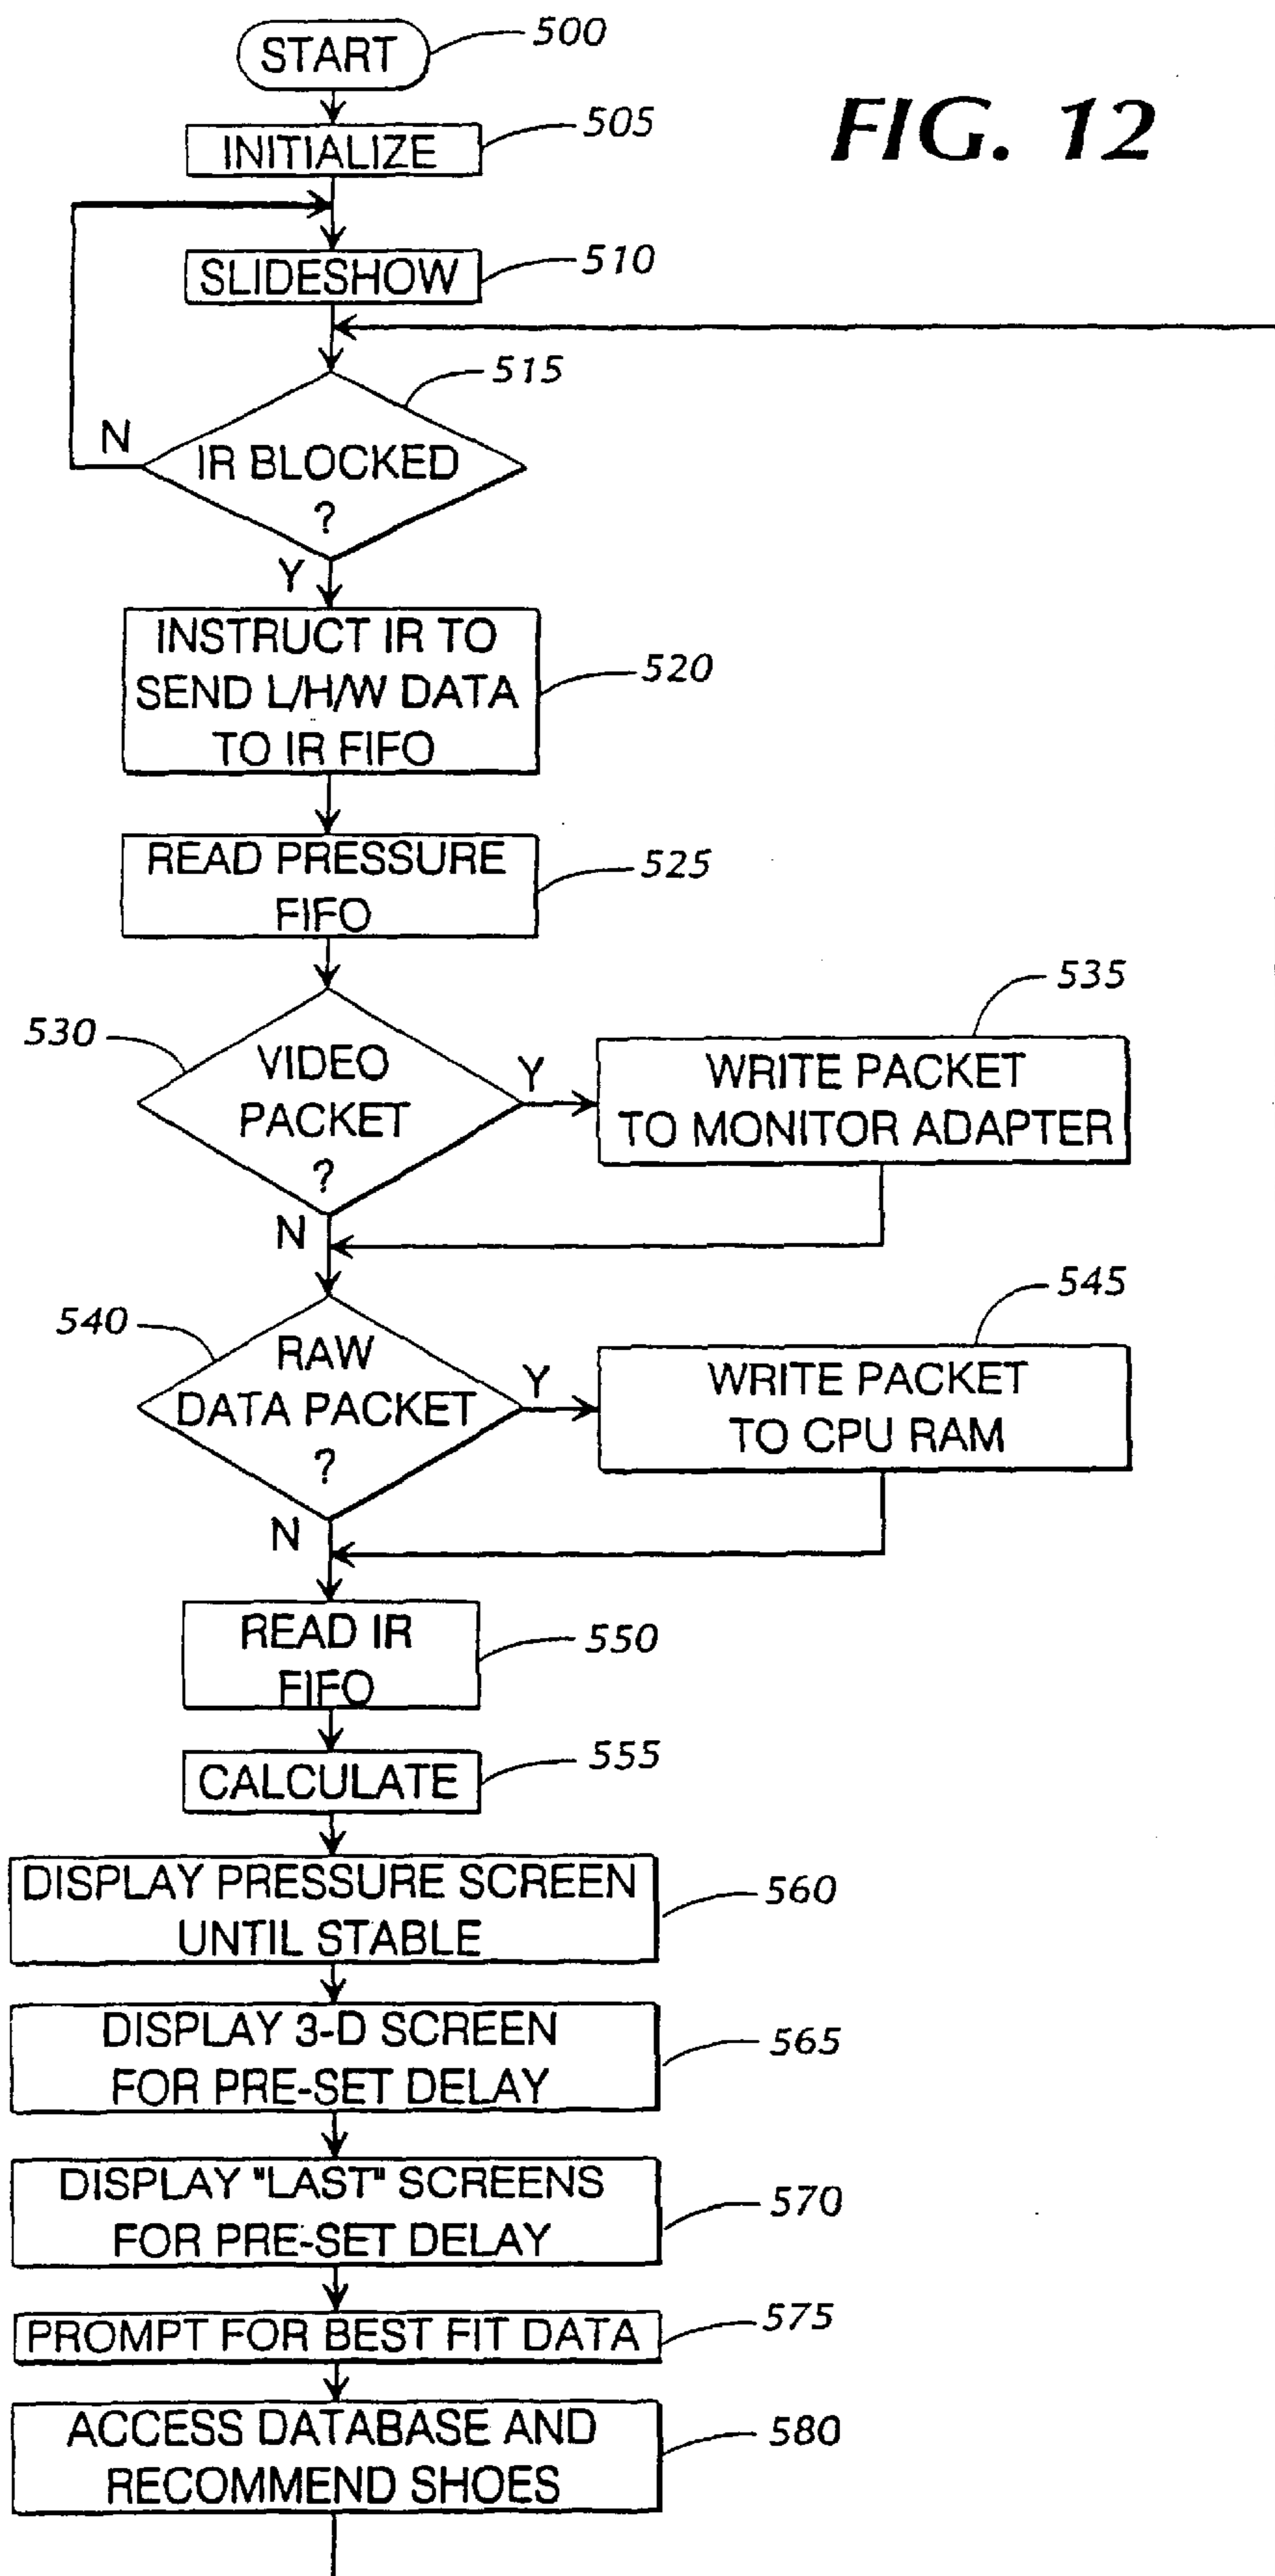 START
500
FIG. 12
INITIALIZE
505
SLIDESHOW
510
515
N
IR BLOCKED
?
Y
INSTRUCT IR TO
SEND L/H/W DATA
TO IR FIFO
520
READ PRESSURE
FIFO
525
530
VIDEO
PACKET
?
Y
N
535
WRITE PACKET
TO MONITOR ADAPTER
540
RAW
DATA PACKET
?
Y
N
545
WRITE PACKET
TO CPU RAM
READ IR
FIFO
550
CALCULATE
555
DISPLAY PRESSURE SCREEN
UNTIL STABLE
560
DISPLAY 3-D SCREEN
FOR PRE-SET DELAY
565
DISPLAY "LAST" SCREENS
FOR PRE-SET DELAY
570
PROMPT FOR BEST FIT DATA
575
ACCESS DATABASE AND
RECOMMEND SHOES
580